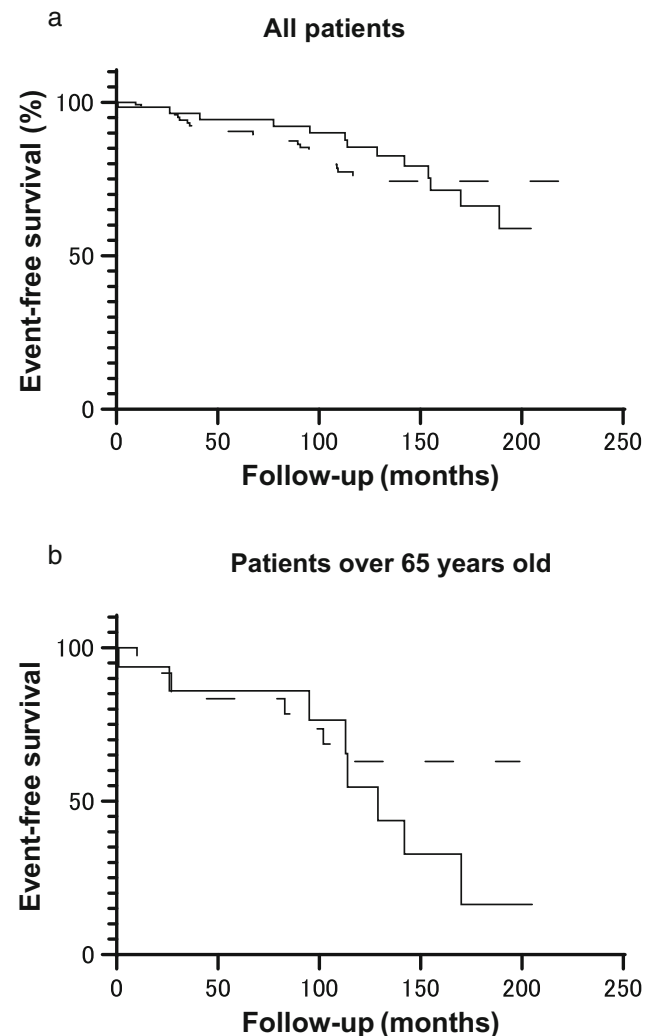 a
All patients
Event-free survival (%)
100
50
0
0 50 100 150 200 250
Follow-up (months)
b
Patients over 65 years old
Event-free survival
100
50
0
0 50 100 150 200 250
Follow-up (months)